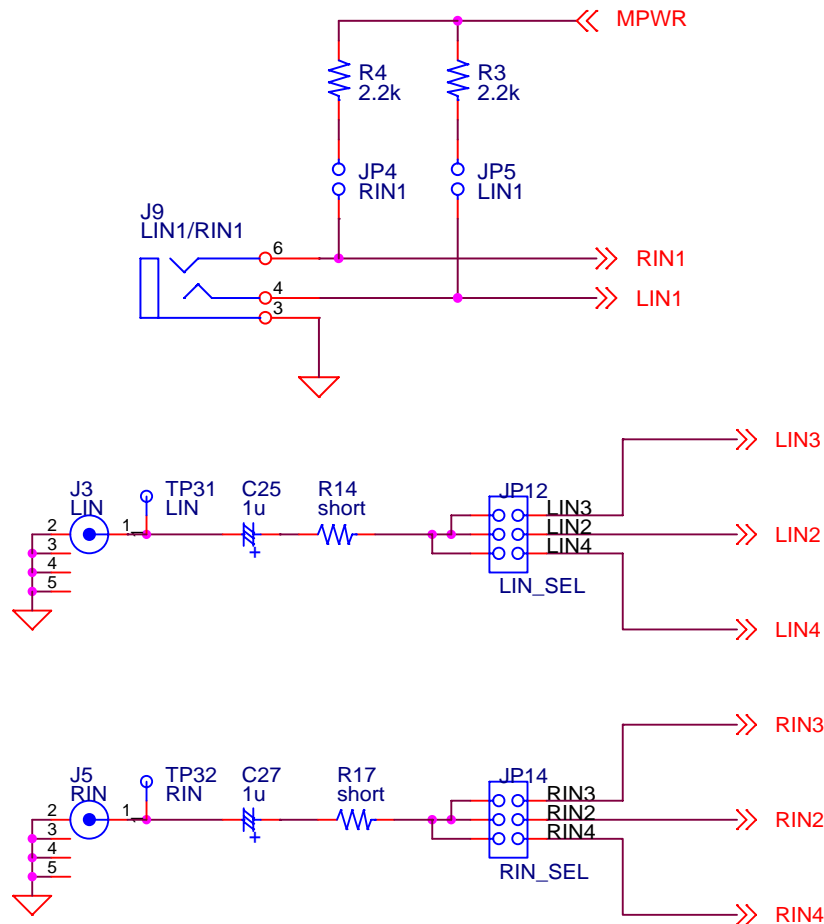 MPWR
R4
2.2k
R3
2.2k
JP4
RIN1
JP5
LIN1
J9
LIN1/RIN1
6
RIN1
4
LIN1
3
LIN3
J3
LIN
TP31
LIN
C25
1u
R14
short
JP12
LIN3
2
1
1
+
LIN2
LIN2
3
LIN4
4
5
LIN_SEL
LIN4
RIN3
J5
RIN
TP32
RIN
C27
1u
R17
short
JP14
RIN3
2
1
1
+
RIN2
RIN2
3
RIN4
4
5
RIN_SEL
RIN4